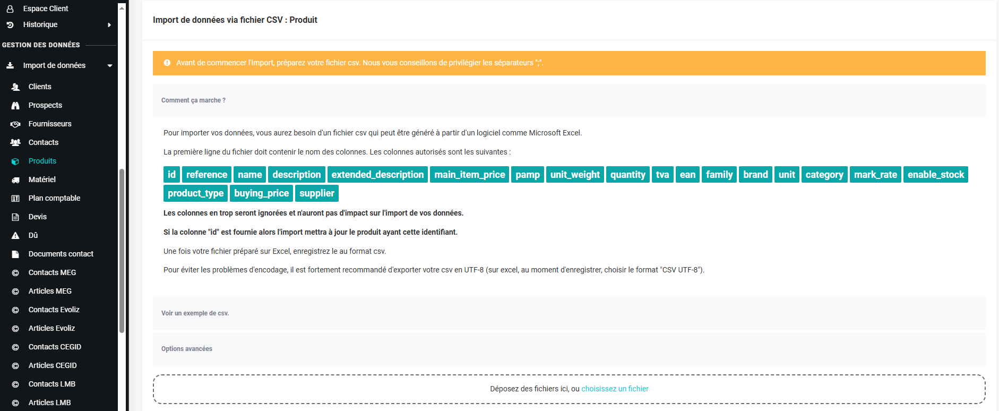 Espace Client
Historique
GESTION DES DONNÉES
Import de données
Clients
Prospects
Fournisseurs
Contacts
Produits
Matériel
Plan comptable
Devis
Dû
Documents contact
Contacts MEG
Articles MEG
Contacts Evoliz
Articles Evoliz
Contacts CEGID
Articles CEGID
Contacts LMB
Articles LMB
Import de données via fichier CSV : Produit
Avant de commencer l'import, préparez votre fichier csv. Nous vous conseillons de privilégier les séparateurs ";".
Comment ça marche ?
Pour importer vos données, vous aurez besoin d'un fichier csv qui peut être généré à partir d'un logiciel comme Microsoft Excel.
La première ligne du fichier doit contenir le nom des colonnes. Les colonnes autorisés sont les suivantes :
id reference name description extended_description main_item_price pamp unit_weight quantity tva ean family brand unit category mark_rate enable_stock
product_type buying_price supplier
Les colonnes en trop seront ignorées et n'auront pas d'impact sur l'import de vos données.
Si la colonne "id" est fournie alors l'import mettra à jour le produit ayant cette identifiant.
Une fois votre fichier préparé sur Excel, enregistrez le au format csv.
Pour éviter les problèmes d'encodage, il est fortement recommandé d'exporter votre csv en UTF-8 (sur excel, au moment d'enregistrer, choisir le format "CSV UTF-8").
Voir un exemple de csv.
Options avancées
Déposez des fichiers ici, ou choisissez un fichier